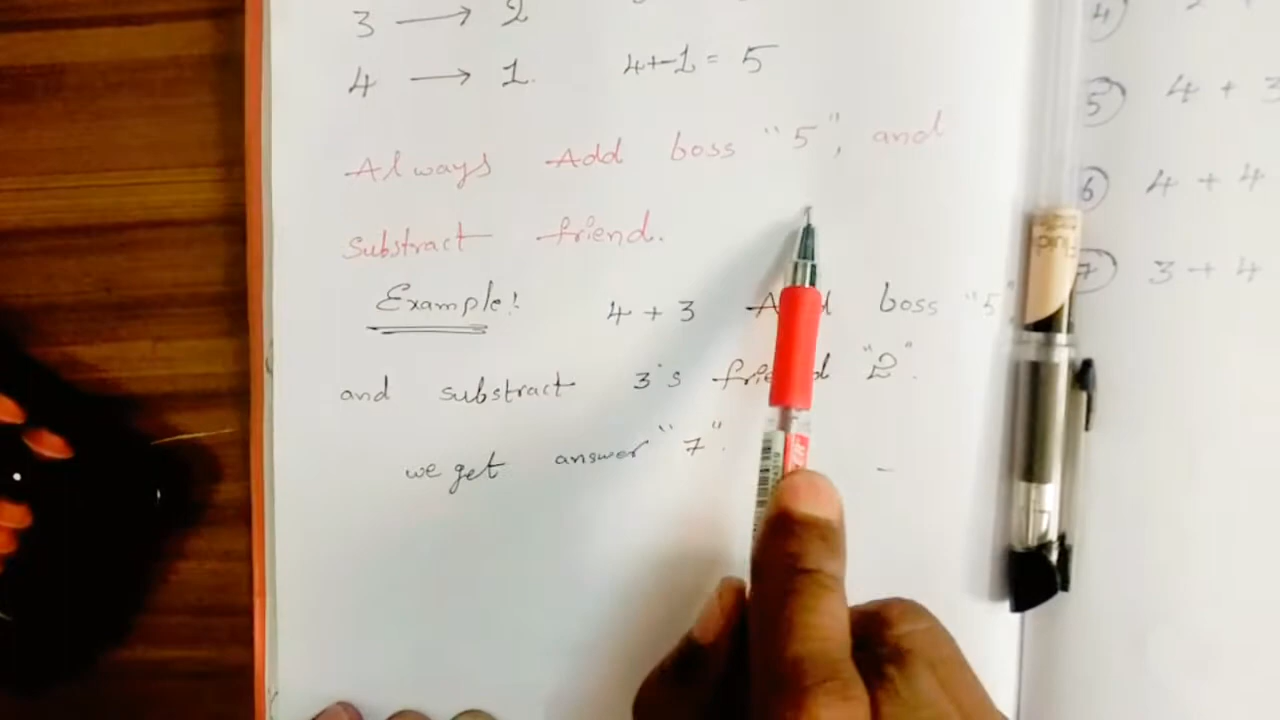 3 → 2
4 → 1. 4+1 = 5
Always Add boss "5", and
Substract friend.
Example! 4 + 3 Add boss "5"
and substract 3's friend "2".
we get answer "7".
4)
5) 4 + 3
6) 4 + 4
7) 3 + 4
Fluid